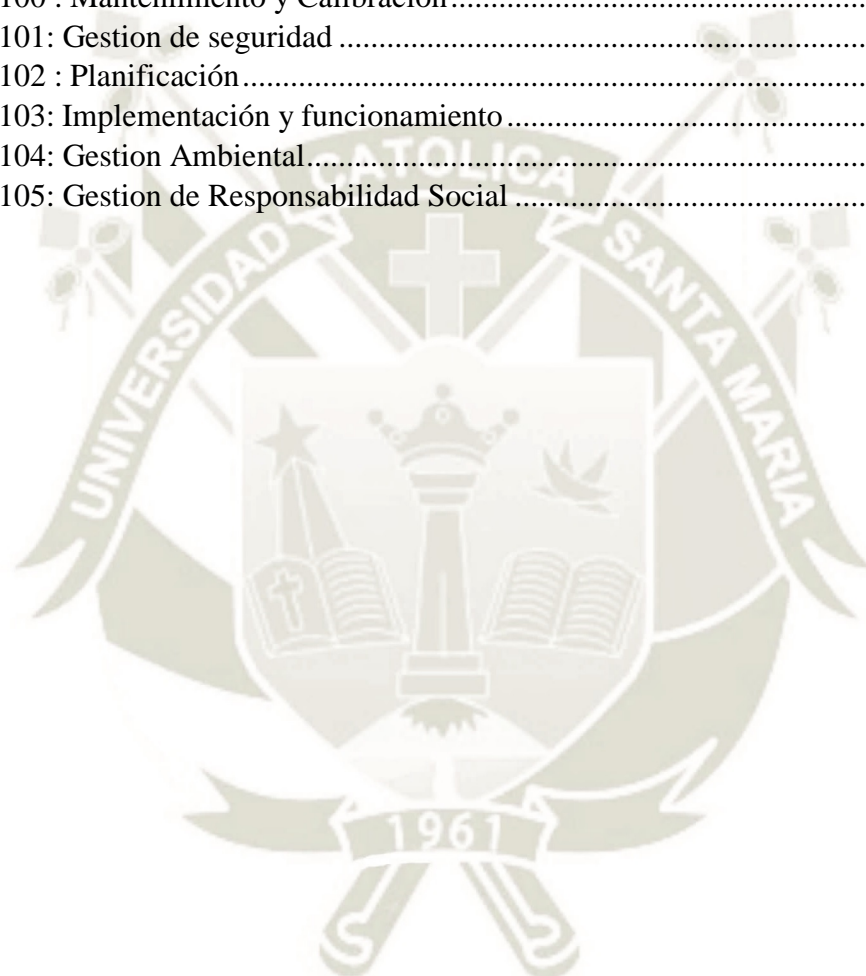 100 : Mantenimiento y Calibración
101: Gestion de seguridad
102 : Planificación
103: Implementación y funcionamiento
104: Gestion Ambiental
105: Gestion de Responsabilidad Social
UNIVERSIDAD CATOLICA SANTA MARIA
1961